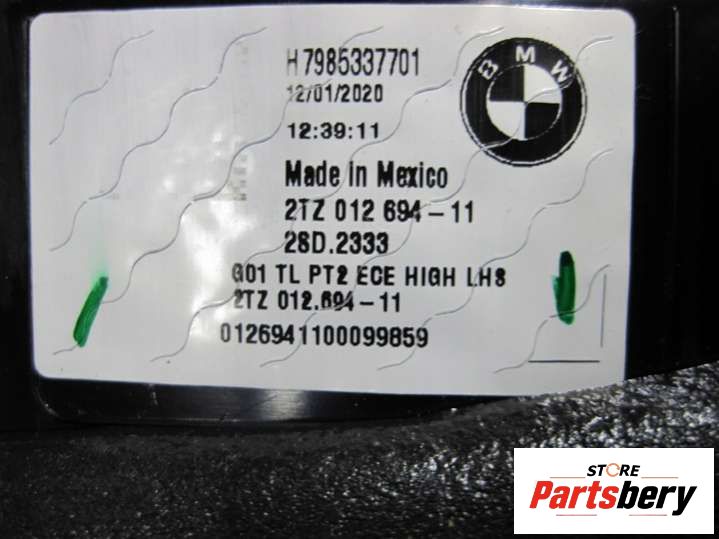 H 7985337701
12/01/2020
12:39:11
BMW
Made in Mexico
2TZ 012 694-11
28D.2333
G01 TL PT2 ECE HIGH LHS
2TZ 012.694-11
0126941100099859
STORE
Partsbery